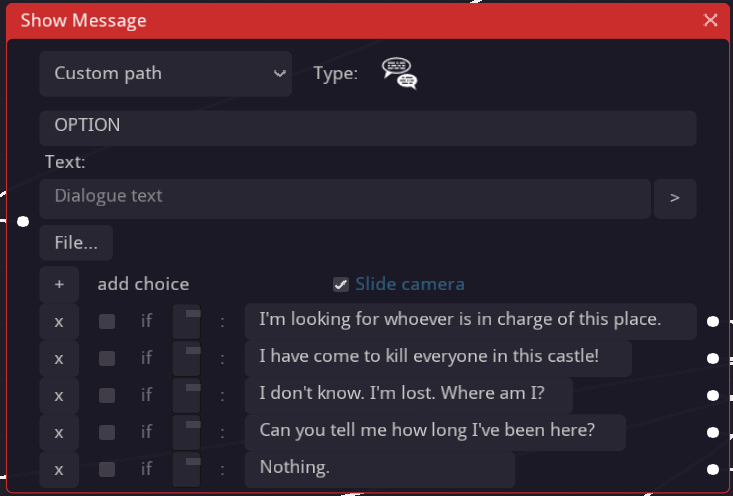 Show Message
Custom path
Type:
OPTION
Text:
Dialogue text
>
File...
+ add choice
Slide camera
x if : I'm looking for whoever is in charge of this place.
x if : I have come to kill everyone in this castle!
x if : I don't know. I'm lost. Where am I?
x if : Can you tell me how long I've been here?
x if : Nothing.